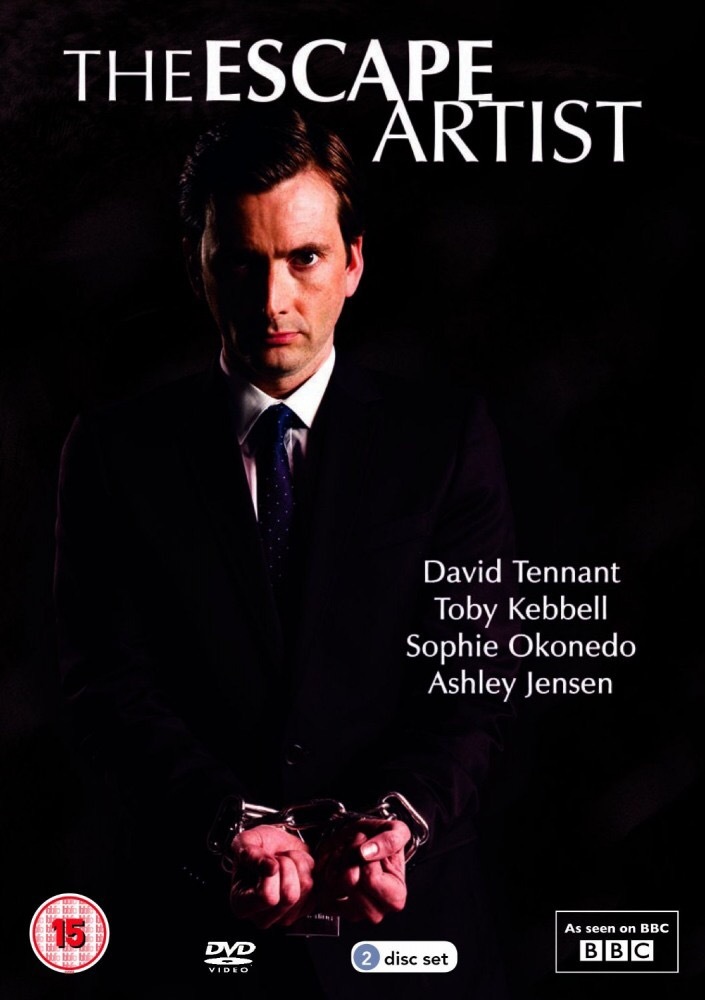 THE ESCAPE
ARTIST
David Tennant
Toby Kebbell
Sophie Okonedo
Ashley Jensen
15
DVD
VIDEO
2 disc set
As seen on BBC
BBC